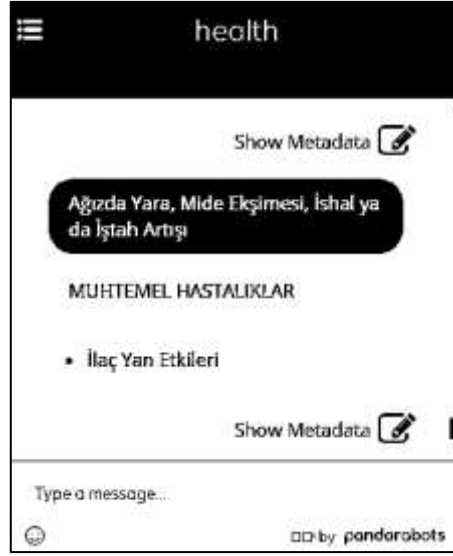 health
Show Metadata
Ağızda Yara, Mide Ekşimesi, İshal ya
da İştah Artışı
MUHTEMEL HASTALIKLAR
• İlaç Yan Etkileri
Show Metadata
Type a message...
by pandorabots